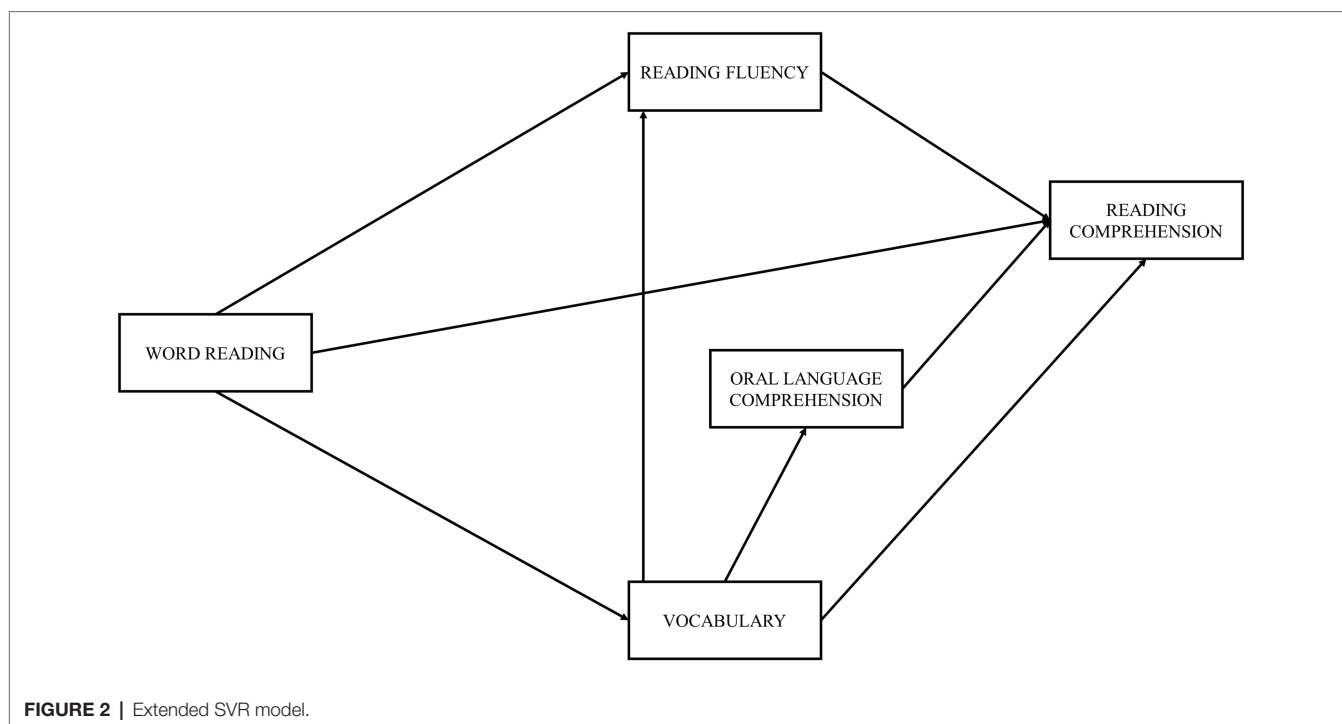 READING FLUENCY
READING
COMPREHENSION
WORD READING
ORAL LANGUAGE
COMPREHENSION
VOCABULARY
FIGURE 2 | Extended SVR model.